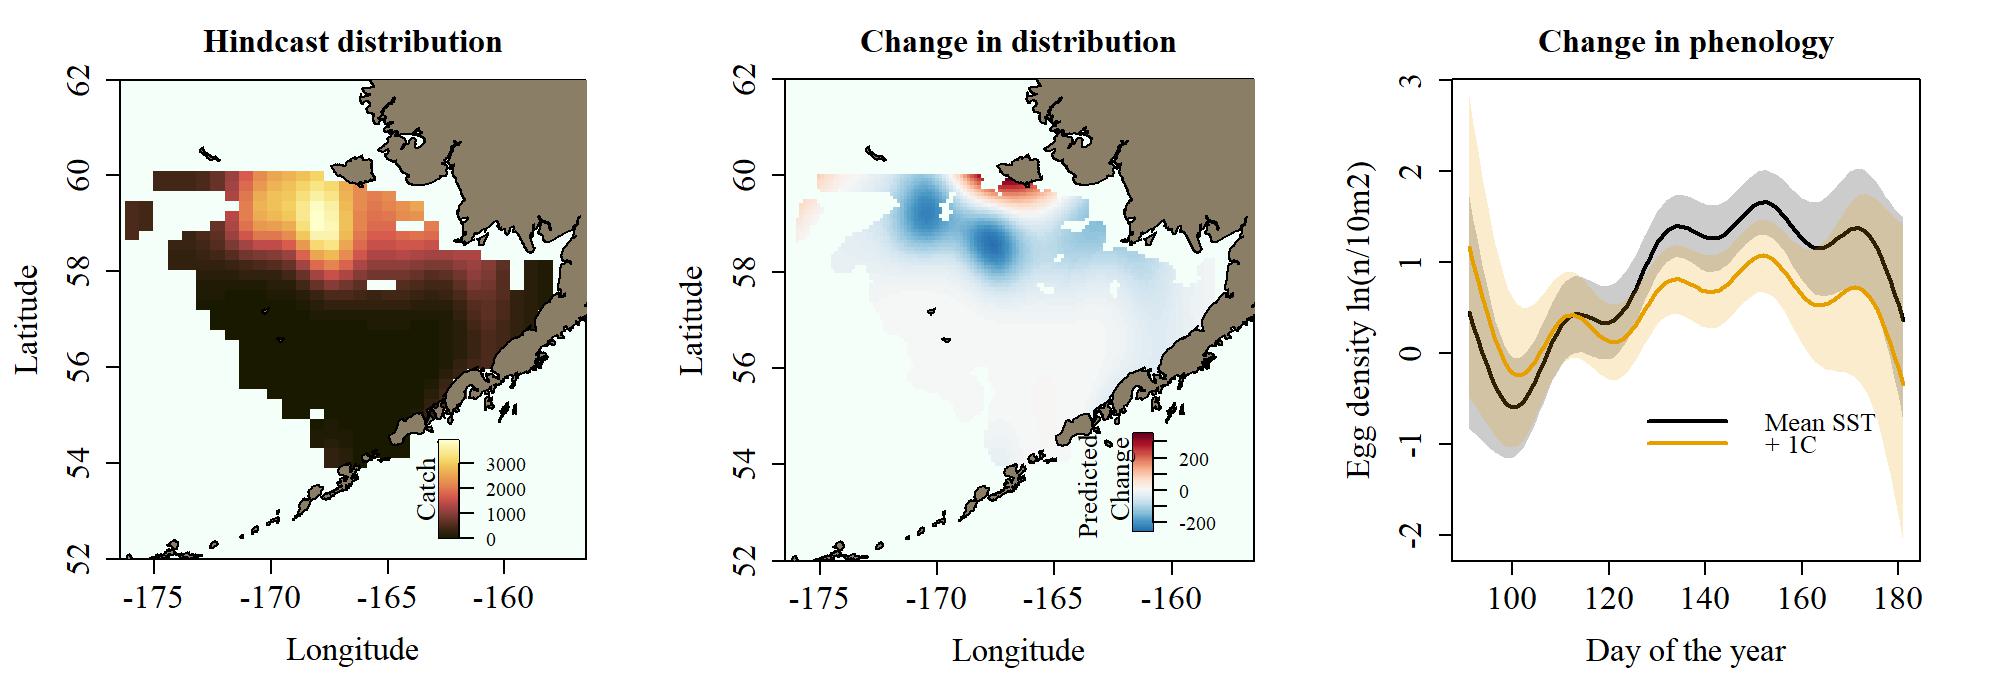 Hindcast distribution
62
60
58
56
54
52
Latitude
-175
-170
-165
-160
Longitude
Catch
3000
2000
1000
0
Change in distribution
62
60
58
56
54
52
Latitude
-175
-170
-165
-160
Longitude
Predicted
Change
200
0
-200
Change in phenology
3
2
1
0
-1
-2
Egg density ln(n/10m2)
Mean SST
+ 1C
100
120
140
160
180
Day of the year